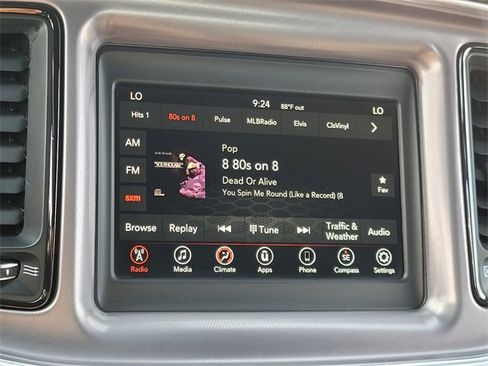 LO 9:24 88°F out LO
Hits 1 80s on 8 Pulse MLBRadio Elvis ClsVinyl
AM
FM
sxm
Pop
8 80s on 8
Dead Or Alive
You Spin Me Round (Like a Record) (8
Fav
Browse Replay Tune Traffic & Weather Audio
SE
Radio Media Climate Apps Phone Compass Settings